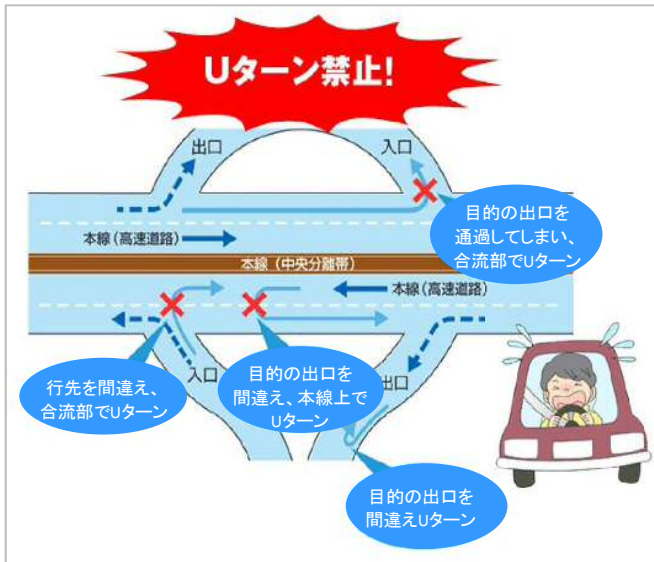 Uターン禁止!
出口
入口
目的の出口を
通過してしまい、
合流部でUターン
本線(高速道路)
本線(中央分離帯)
本線(高速道路)
行先を間違え、
合流部でUターン
入口
目的の出口を
間違え、本線上で
Uターン
出口
目的の出口を
間違えUターン